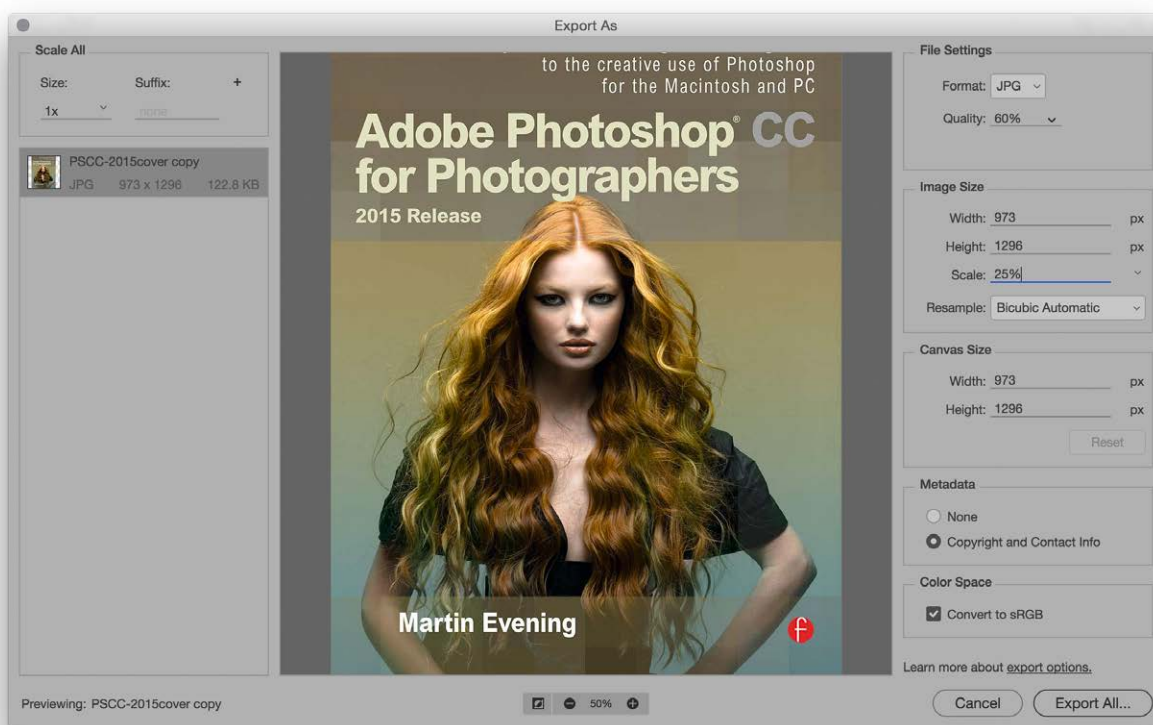 Export As
Scale All
Size:
Suffix:
+
1x
none
PSCC-2015cover copy
JPG 973 x 1296 122.8 KB
to the creative use of Photoshop
for the Macintosh and PC
Adobe Photoshop® CC
for Photographers
2015 Release
Martin Evening
f
File Settings
Format: JPG
Quality: 60%
Image Size
Width: 973 px
Height: 1296 px
Scale: 25%
Resample: Bicubic Automatic
Canvas Size
Width: 973 px
Height: 1296 px
Reset
Metadata
None
Copyright and Contact Info
Color Space
Convert to sRGB
Learn more about export options.
Previewing: PSCC-2015cover copy
50%
Cancel
Export All...